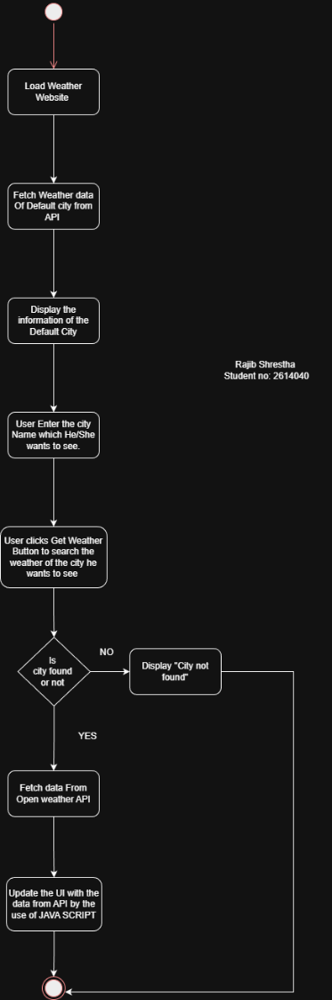 Load Weather
Website
Fetch Weather data
Of Default city from
API
Display the
information of the
Default City
Rajib Shrestha
Student no: 2614040
User Enter the city
Name which He/She
wants to see.
User clicks Get Weather
Button to search the
weather of the city he
wants to see
Is
city found
or not
NO
Display "City not
found"
YES
Fetch data From
Open weather API
Update the UI with the
data from API by the
use of JAVA SCRIPT